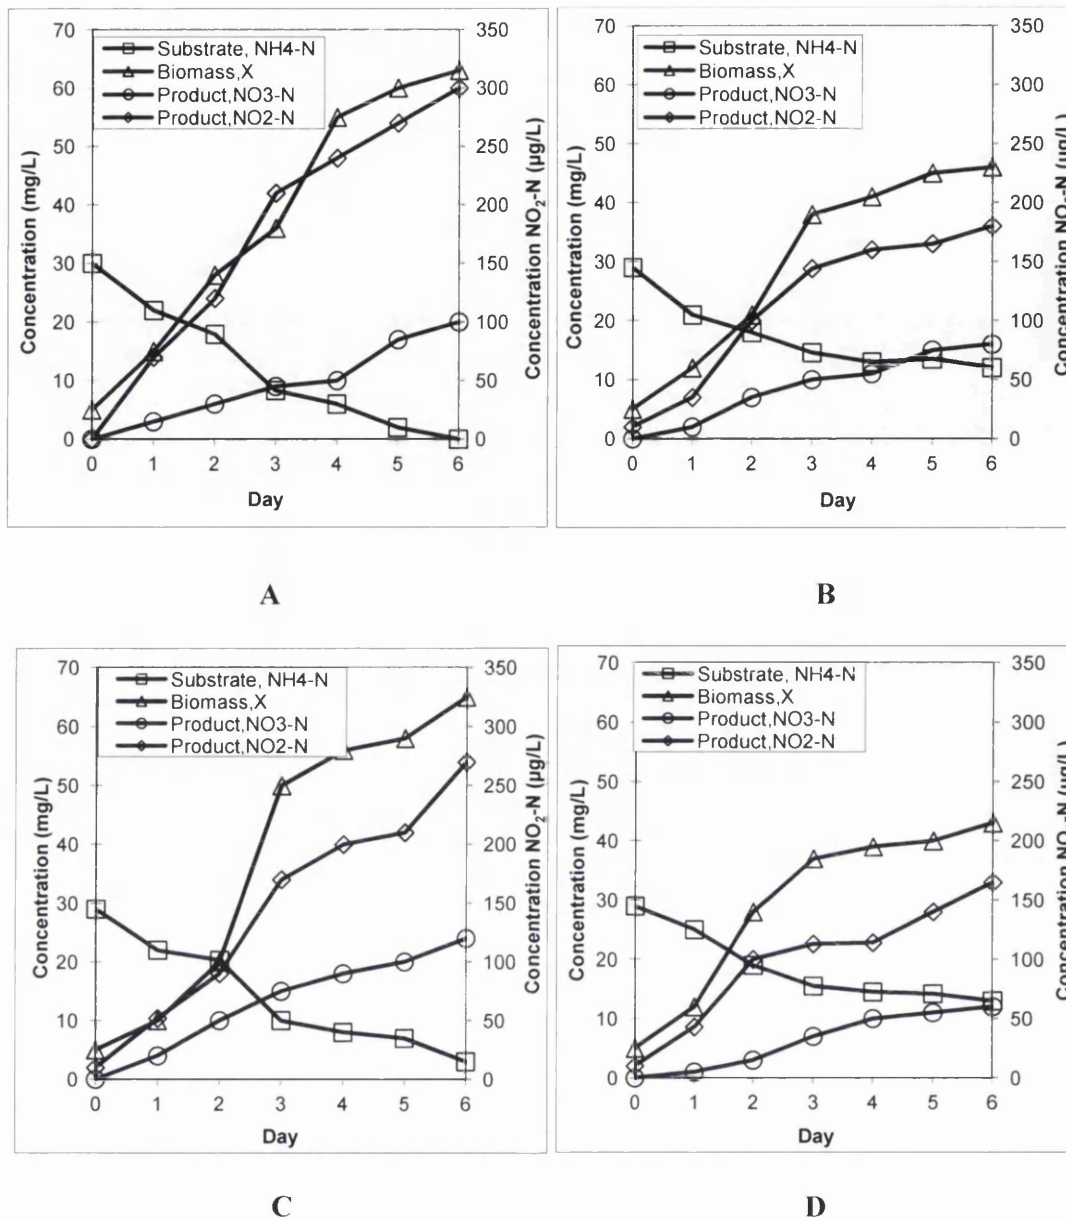 70
60
50
40
30
20
10
0
350
300
250
200
150
100
50
0
Substrate, NH4-N
Biomass,X
Product,NO3-N
Product,NO2-N
Concentration (mg/L)
Concentration NO2-N (µg/L)
0 1 2 3 4 5 6
Day
A
70
60
50
40
30
20
10
0
350
300
250
200
150
100
50
0
Substrate, NH4-N
Biomass,X
Product,NO3-N
Product,NO2-N
Concentration (mg/L)
Concentration NO2-N (µg/L)
0 1 2 3 4 5 6
Day
B
70
60
50
40
30
20
10
0
350
300
250
200
150
100
50
0
Substrate, NH4-N
Biomass,X
Product,NO3-N
Product,NO2-N
Concentration (mg/L)
Concentration NO2-N (µg/L)
0 1 2 3 4 5 6
Day
C
70
60
50
40
30
20
10
0
350
300
250
200
150
100
50
0
Substrate, NH4-N
Biomass,X
Product,NO3-N
Product,NO2-N
Concentration (mg/L)
Concentration NO2-N (µg/L)
0 1 2 3 4 5 6
Day
D